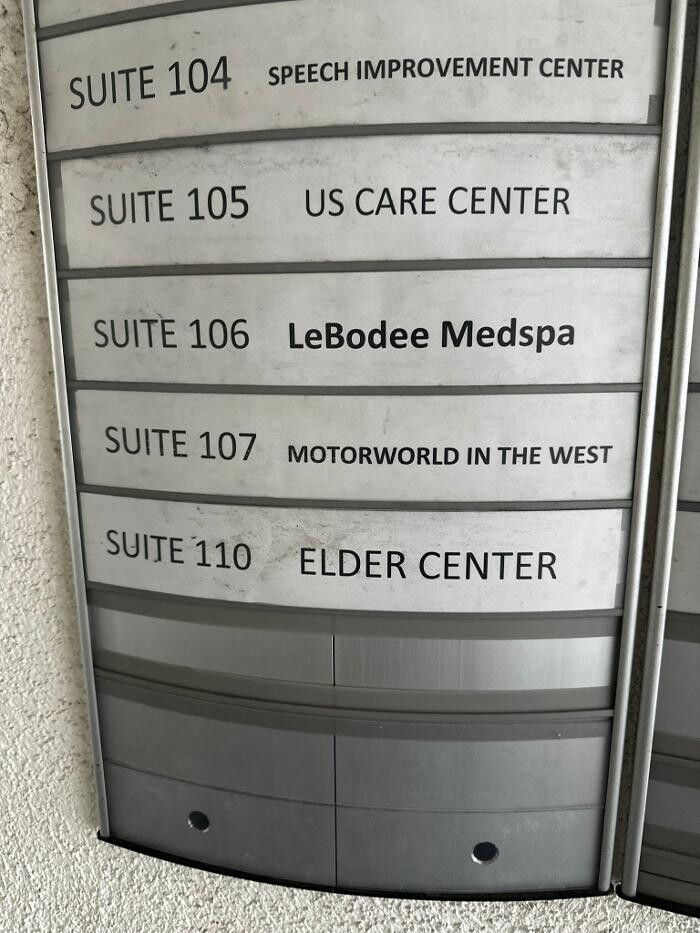 SUITE 104 SPEECH IMPROVEMENT CENTER
SUITE 105 US CARE CENTER
SUITE 106 LeBodee Medspa
SUITE 107 MOTORWORLD IN THE WEST
SUITE 110 ELDER CENTER